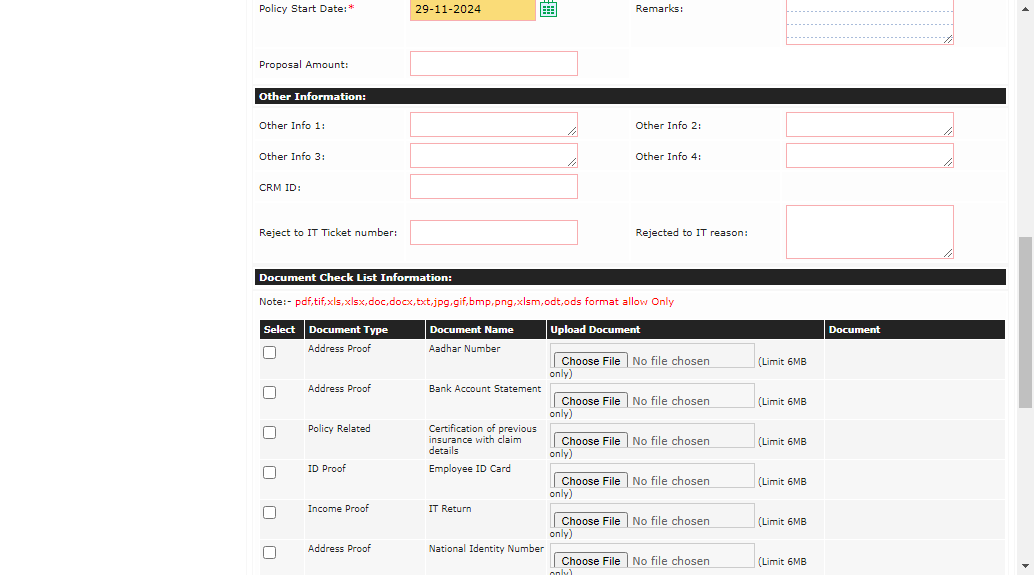 Policy Start Date:* 29-11-2024 Remarks:
Proposal Amount:
Other Information:
Other Info 1: Other Info 2:
Other Info 3: Other Info 4:
CRM ID:
Reject to IT Ticket number: Rejected to IT reason:
Document Check List Information:
Note:- pdf,tif,xls,xlsx,doc,docx,txt,jpg,gif,bmp,png,xlsm,odt,ods format allow Only
Select Document Type Document Name Upload Document Document
Address Proof Aadhar Number Choose File No file chosen (Limit 6MB
only)
Address Proof Bank Account Statement Choose File No file chosen (Limit 6MB
only)
Policy Related Certification of previous
insurance with claim
details Choose File No file chosen (Limit 6MB
only)
ID Proof Employee ID Card Choose File No file chosen (Limit 6MB
only)
Income Proof IT Return Choose File No file chosen (Limit 6MB
only)
Address Proof National Identity Number Choose File No file chosen (Limit 6MB
only)